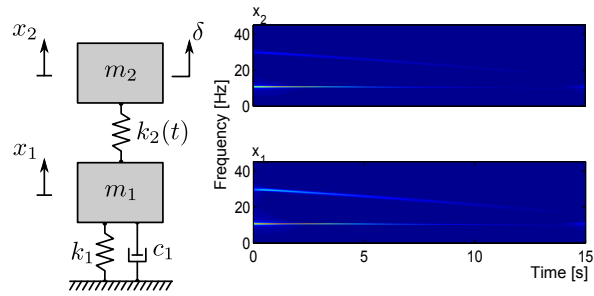 x₂
δ
m₂
k₂(t)
x₁
m₁
k₁
c₁
x₂
40
20
0
Frequency [Hz]
x₁
40
20
0
0
5
10
15
Time [s]